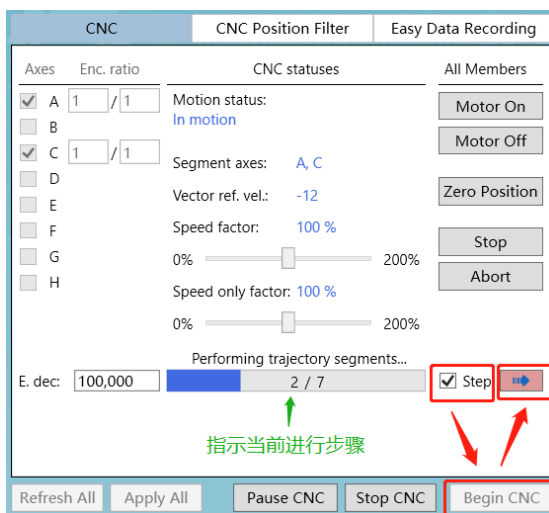 CNC
CNC Position Filter
Easy Data Recording
Axes
Enc. ratio
CNC statuses
All Members
A
1 / 1
B
C
1 / 1
D
E
F
G
H
Motion status:
In motion
Segment axes: A, C
Vector ref. vel.: -12
Speed factor: 100 %
0% 200%
Speed only factor: 100 %
0% 200%
Motor On
Motor Off
Zero Position
Stop
Abort
Performing trajectory segments...
E. dec: 100,000
2 / 7
Step
指示当前进行步骤
Refresh All
Apply All
Pause CNC
Stop CNC
Begin CNC